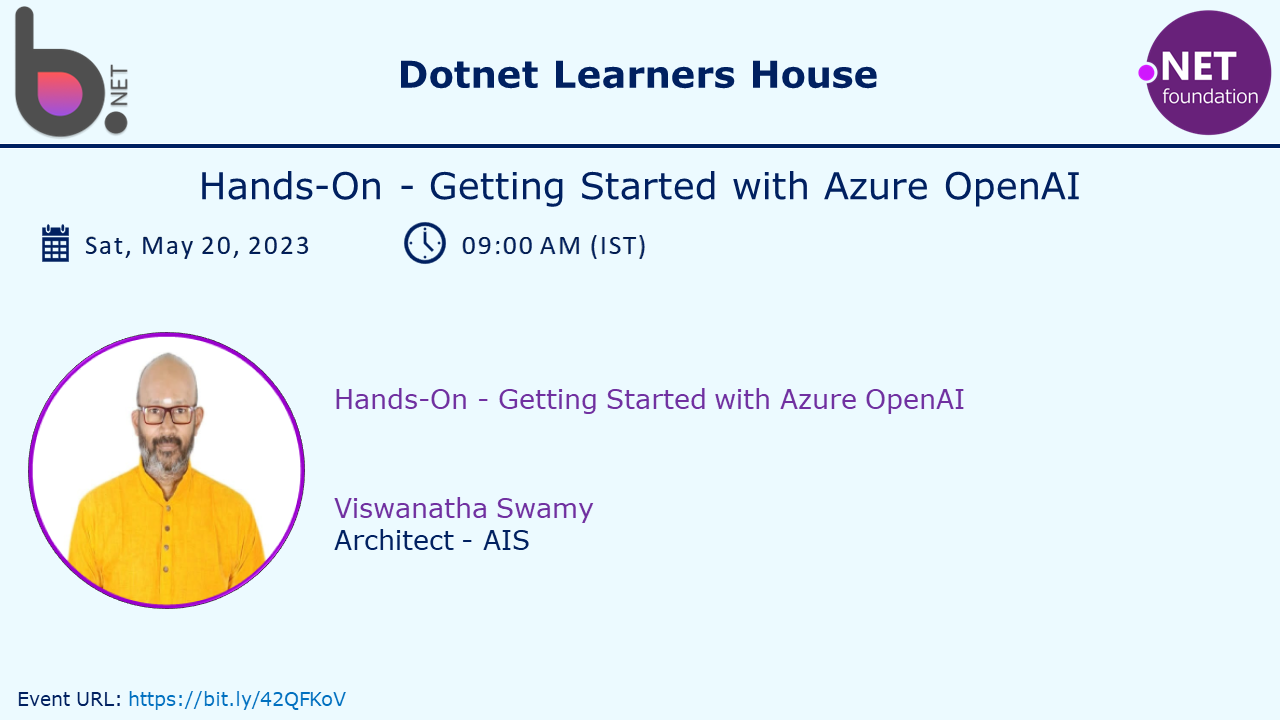 b.NET
Dotnet Learners House
.NET
foundation
Hands-On - Getting Started with Azure OpenAI
Sat, May 20, 2023
09:00 AM (IST)
Hands-On - Getting Started with Azure OpenAI
Viswanatha Swamy
Architect - AIS
Event URL: https://bit.ly/42QFKoV